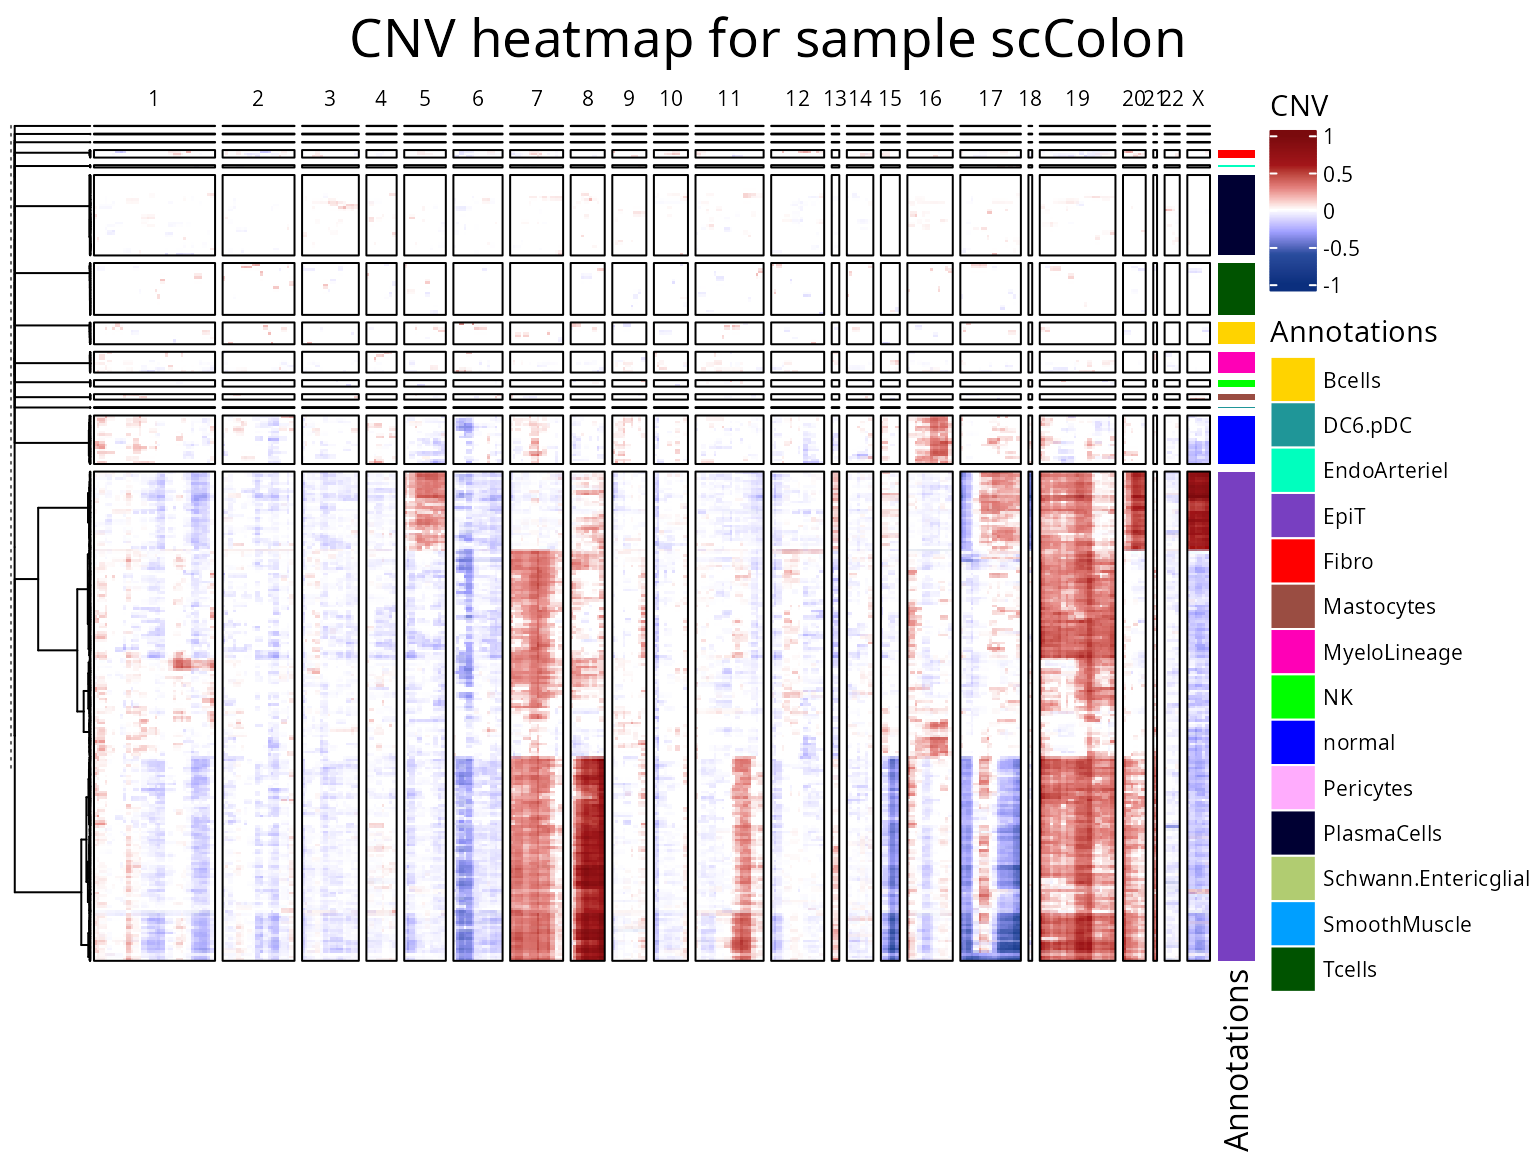 CNV heatmap for sample scColon
1 2 3 4 5 6 7 8 9 10 11 12 13 14 15 16 17 18 19 20 21 22 X
CNV
1
0.5
0
-0.5
-1
Annotations
Bcells
DC6.pDC
EndoArteriel
EpiT
Fibro
Mastocytes
MyeloLineage
NK
normal
Pericytes
PlasmaCells
Schwann.Entericglial
SmoothMuscle
Tcells
Annotations